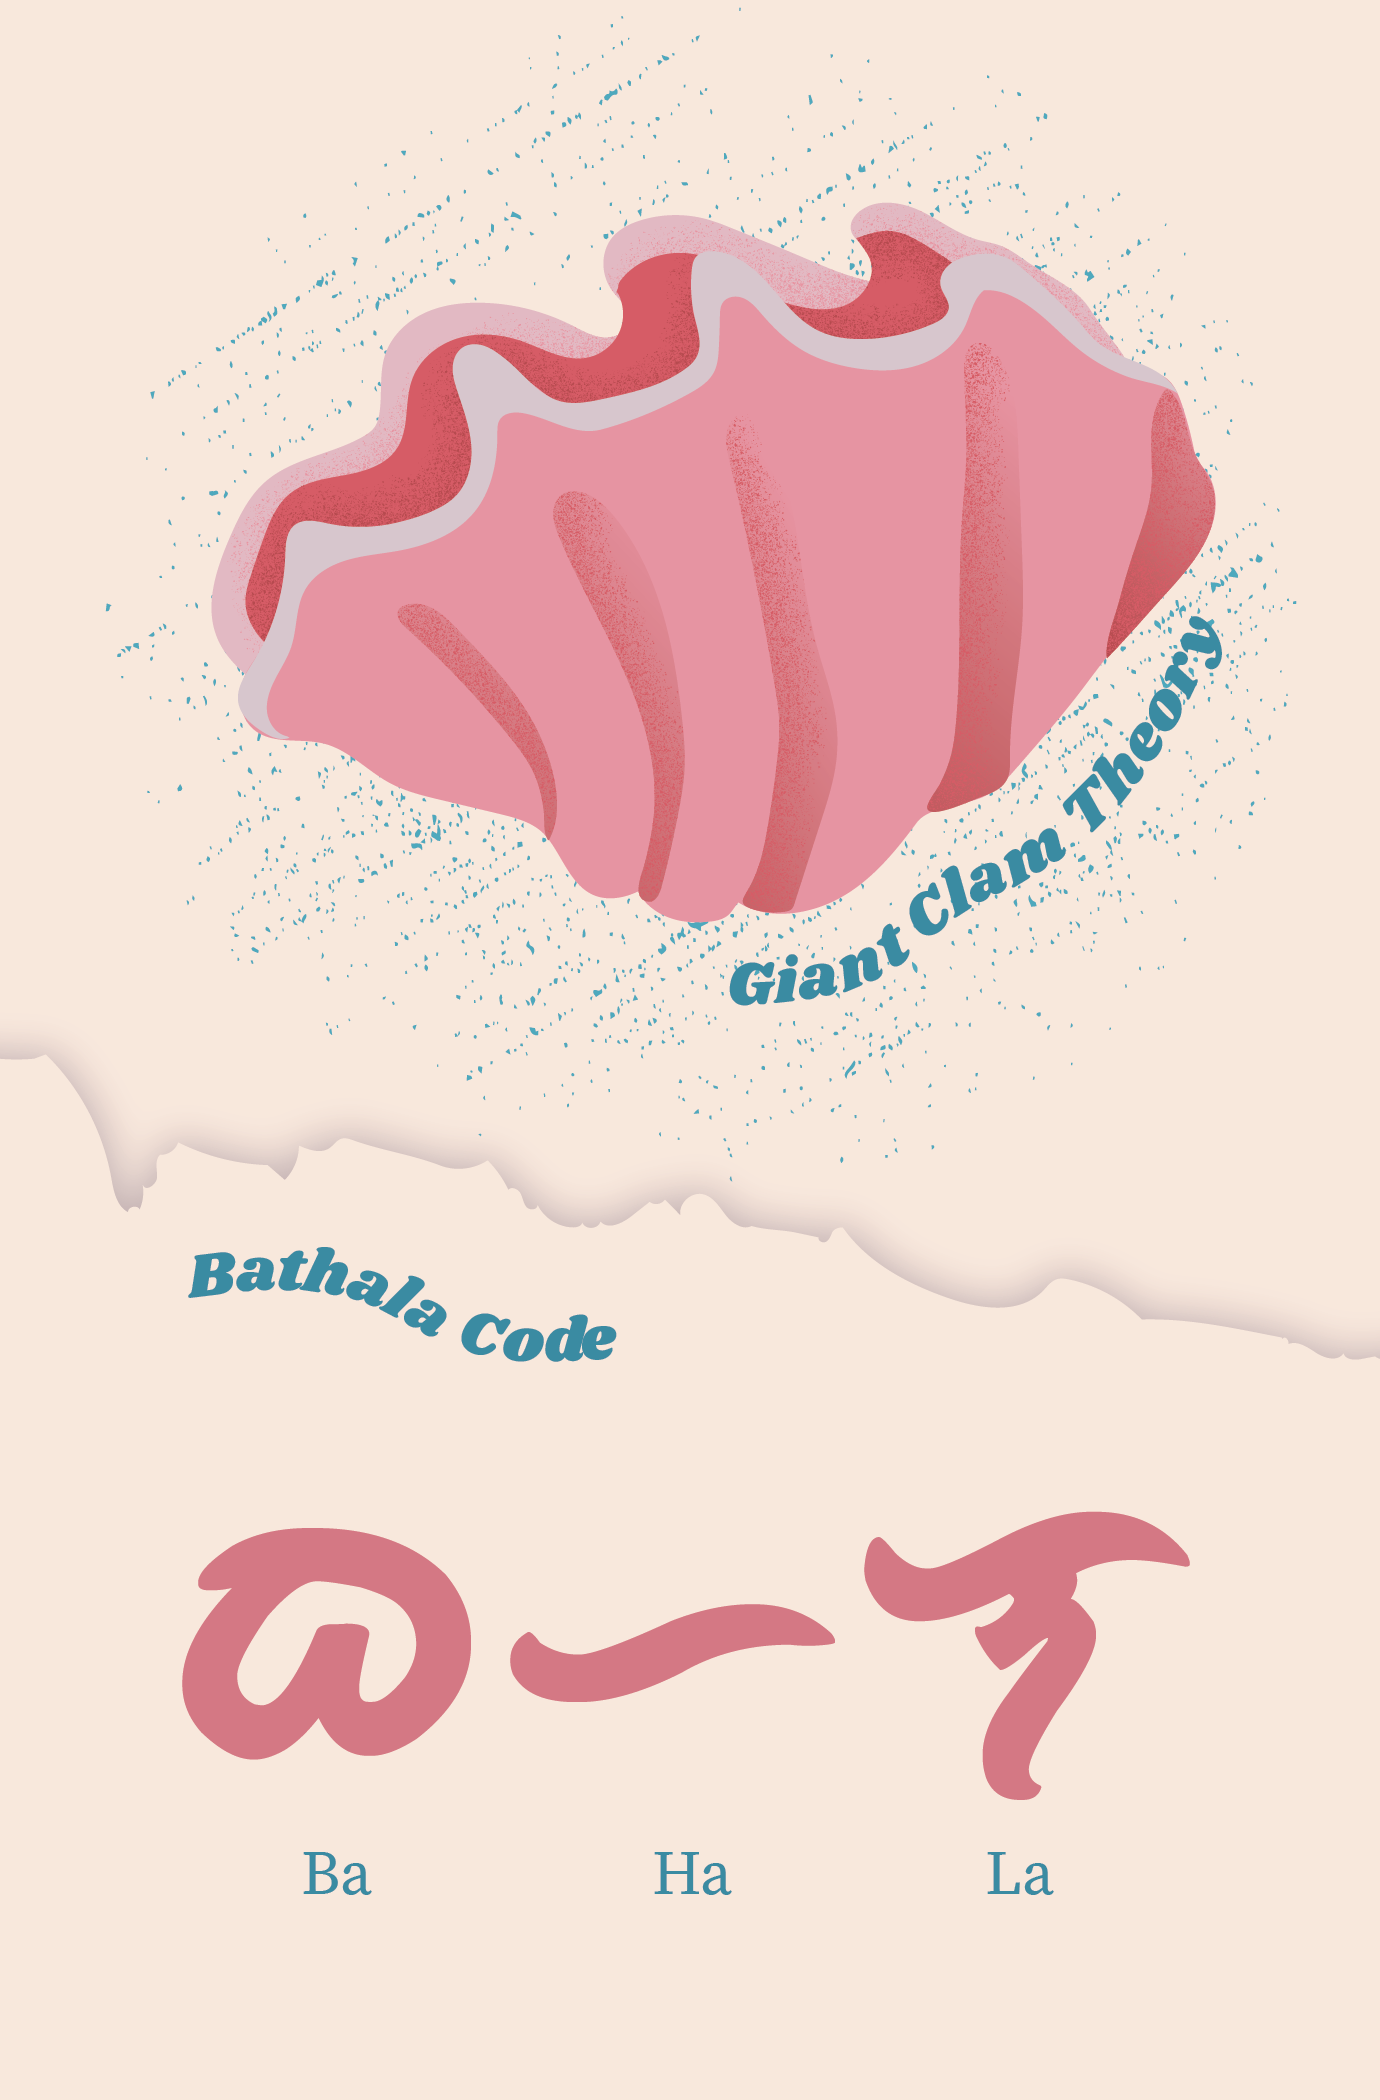 Giant Clam Theory
Bathala Code
ᜊ ᜑ ᜎ
Ba Ha La